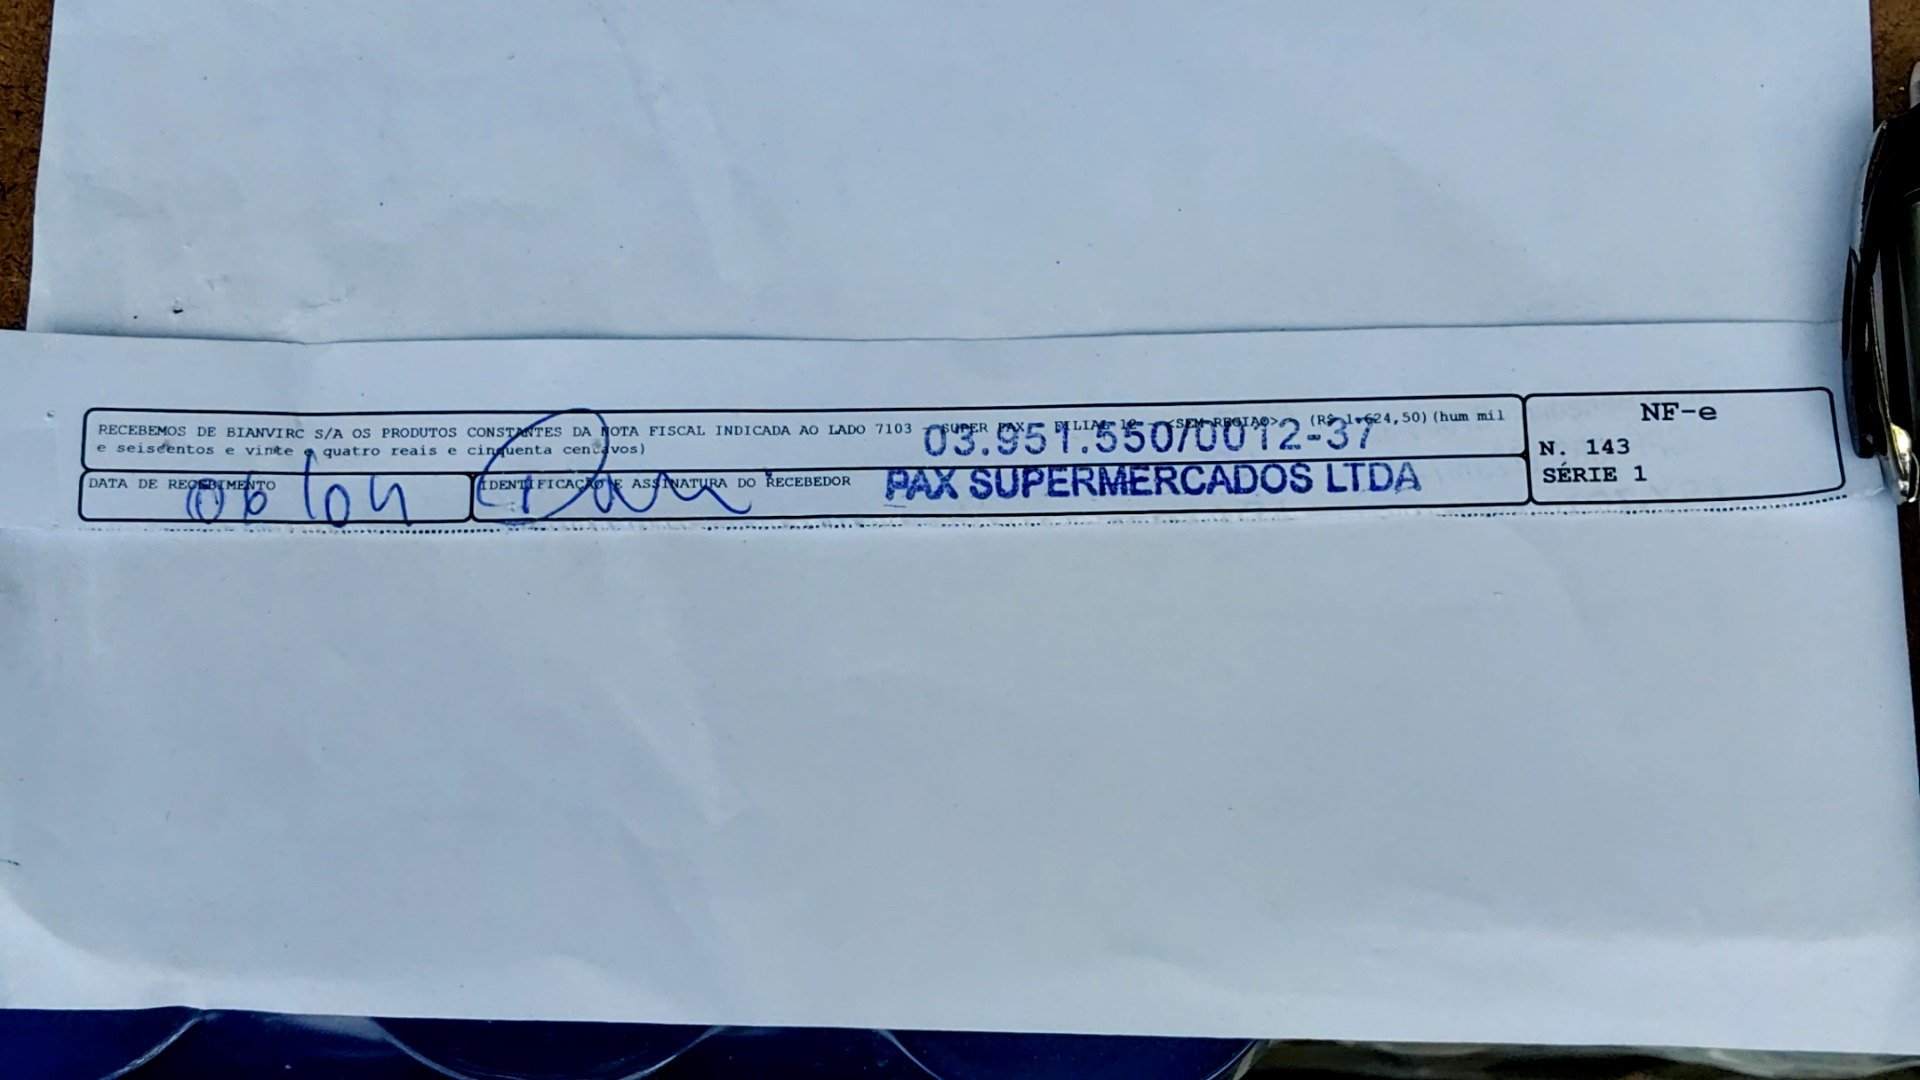 RECEBEMOS DE BIANVIRC S/A OS PRODUTOS CONSTANTES DA NOTA FISCAL INDICADA AO LADO 7103 - SUPER PAX - FILIAL 12 - <SEM REGIAO> (R$ 1.624,50)(hum mil
e seiscentos e vinte e quatro reais e cinquenta centavos)
03.951.550/0012-37
PAX SUPERMERCADOS LTDA
DATA DE RECEBIMENTO
06/04
IDENTIFICAÇÃO E ASSINATURA DO RECEBEDOR
NF-e
N. 143
SÉRIE 1